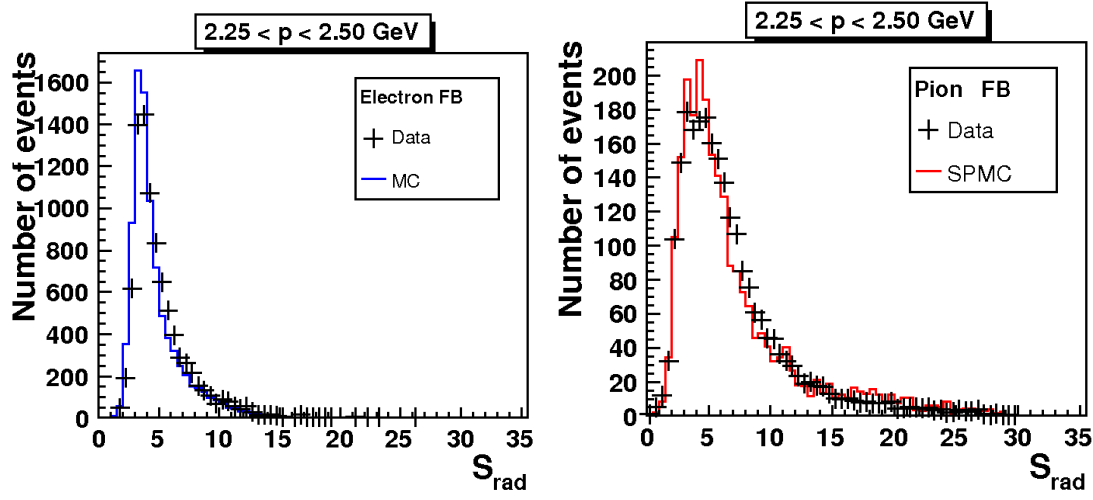 2.25 < p < 2.50 GeV
Number of events
1600
1400
1200
1000
800
600
400
200
0
Electron FB
Data
MC
0 5 10 15 20 25 30 35
S_rad
2.25 < p < 2.50 GeV
Number of events
200
180
160
140
120
100
80
60
40
20
0
Pion FB
Data
SPMC
0 5 10 15 20 25 30 35
S_rad